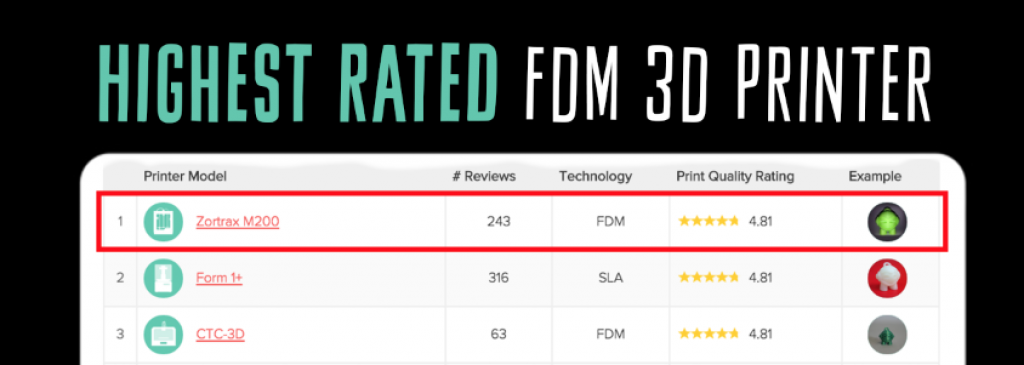 HIGHEST RATED FDM 3D PRINTER
Printer Model # Reviews Technology Print Quality Rating Example
1 Zortrax M200 243 FDM 4.81
2 Form 1+ 316 SLA 4.81
3 CTC-3D 63 FDM 4.81